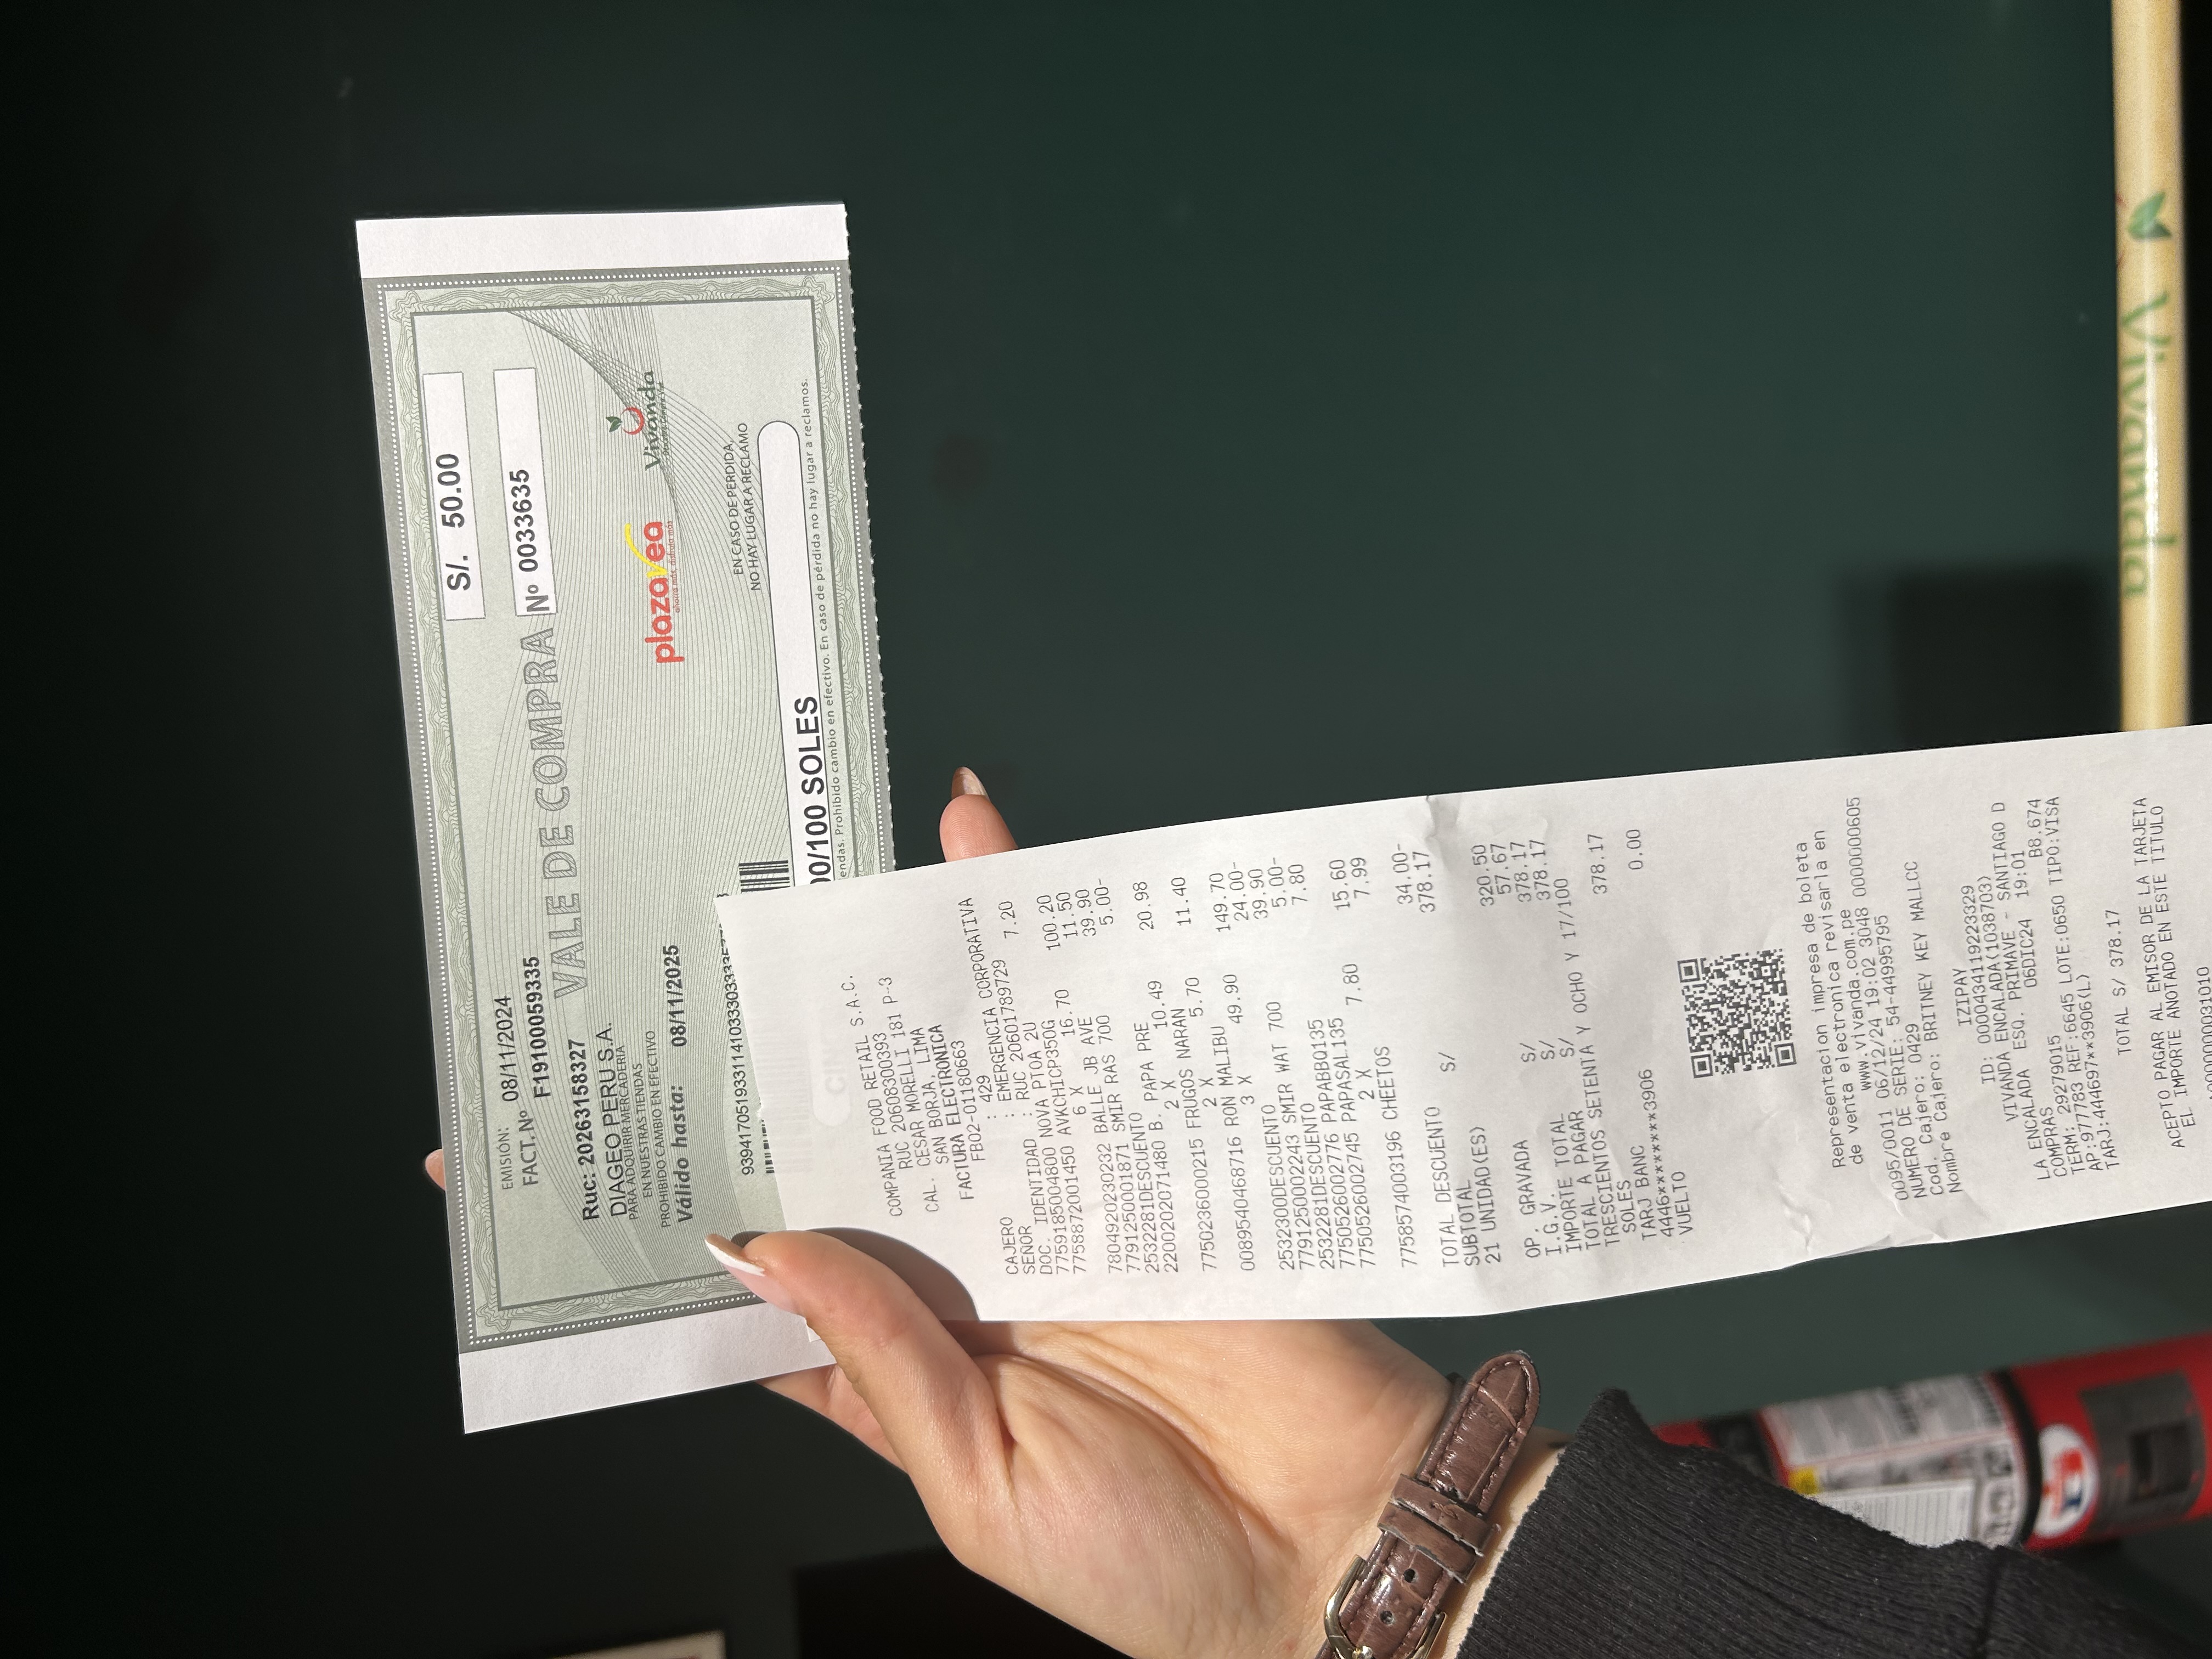 S/. 50.00
EMISIÓN: 08/11/2024
FACT. Nº F19100059335
VALE DE COMPRA
Nº 0033635
Ruc: 20263158327
DIAGEO PERU S.A.
PARA ADQUIRIR MERCADERIA
EN NUESTRAS TIENDAS
PROHIBIDO CAMBIO EN EFECTIVO
Válido hasta: 08/11/2025
plazavea
ahorra más, disfruta más
Vivanda
EN CASO DE PERDIDA,
NO HAY LUGAR A RECLAMO
00/100 SOLES
endas. Prohibido cambio en efectivo. En caso de pérdida no hay lugar a reclamos.
COMPANIA FOOD RETAIL S.A.C.
RUC 20608300393
CAL. CESAR MORELLI 181 P-3
SAN BORJA, LIMA
FACTURA ELECTRONICA
FB02-01180663
CAJERO : 429
SEÑOR : EMERGENCIA CORPORATIVA
DOC. IDENTIDAD : RUC 20601789729
7759185004800 NOVA PTOA 2U 7.20
7758872001450 AVKCHICP350G
6 X 16.70 100.20
7804920230232 BALLE JB AVE 11.50
7791250001871 SMIR RAS 700 39.90
2532281DESCUENTO 5.00-
2200202071480 B. PAPA PRE
2 X 10.49 20.98
7750236000215 FRUGOS NARAN
2 X 5.70 11.40
0089540468716 RON MALIBU
3 X 49.90 149.70
2532300DESCUENTO 24.00-
7791250002243 SMIR WAT 700 39.90
2532281DESCUENTO 5.00-
7750526002776 PAPABBQ135 7.80
7750526002745 PAPASAL135
2 X 7.80 15.60
7758574003196 CHEETOS 7.99
TOTAL DESCUENTO 34.00-
SUBTOTAL S/ 378.17
21 UNIDAD(ES)
OP. GRAVADA S/ 320.50
I.G.V. S/ 57.67
IMPORTE TOTAL S/ 378.17
TOTAL A PAGAR 378.17
TRESCIENTOS SETENTA Y OCHO Y 17/100
SOLES
TARJ BANC 378.17
4446********3906
VUELTO 0.00
Representacion impresa de boleta
de venta electronica revisarla en
www.vivanda.com.pe
0095/0011 06/12/24 19:02 3048 0000000605
NUMERO DE SERIE: 54-44995795
Cod. Cajero: 0429
Nombre Cajero: BRITNEY KEY MALLCC
IZIPAY
ID: 0000434119223329
VIVANDA ENCALADA(1038703)
LA ENCALADA ESQ. PRIMAVE - SANTIAGO D
COMPRAS 06DIC24 19:01
TERM: 29279015 B8.674
AP:977783 REF:6645 LOTE:0650 TIPO:VISA
TARJ:444697**3906(L)
TOTAL S/ 378.17
ACEPTO PAGAR AL EMISOR DE LA TARJETA
EL IMPORTE ANOTADO EN ESTE TITULO
Vivanda